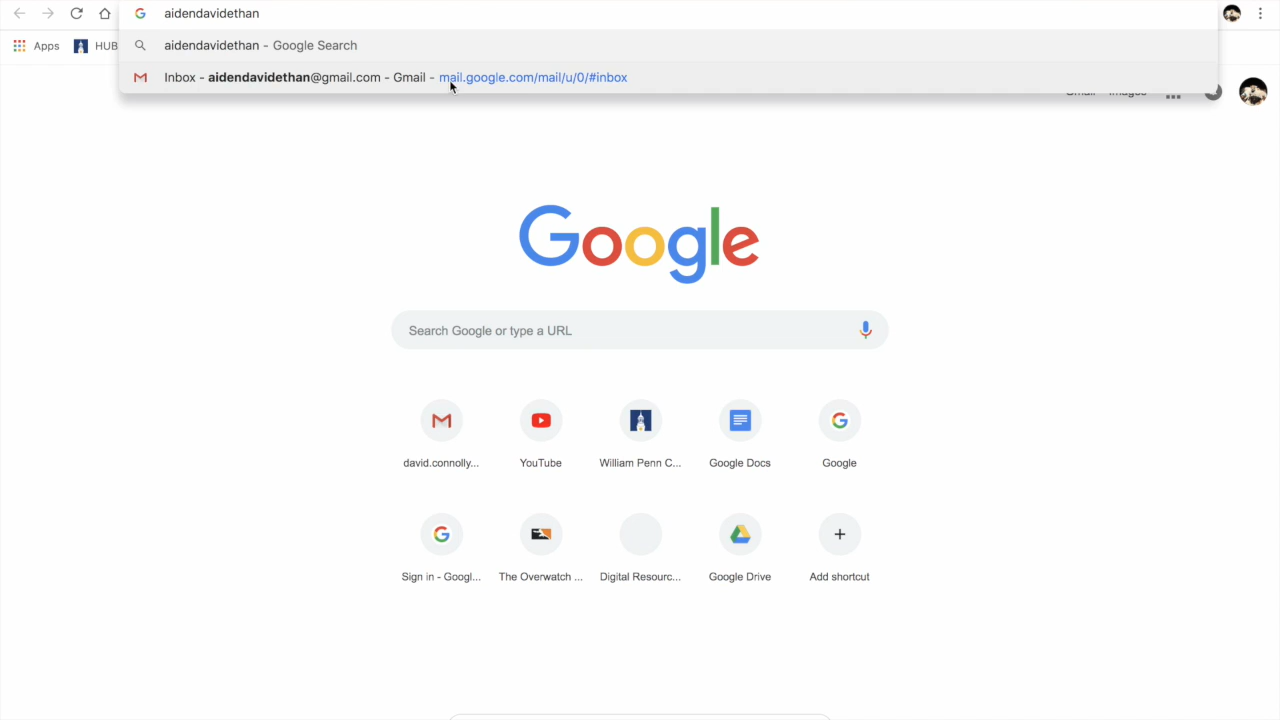 aidendavidethan
Apps HUB
aidendavidethan - Google Search
Inbox - aidendavidethan@gmail.com - Gmail - mail.google.com/mail/u/0/#inbox
Gmail Images
Google
Search Google or type a URL
david.connolly... YouTube William Penn C... Google Docs Google
Sign in - Googl... The Overwatch ... Digital Resourc... Google Drive Add shortcut